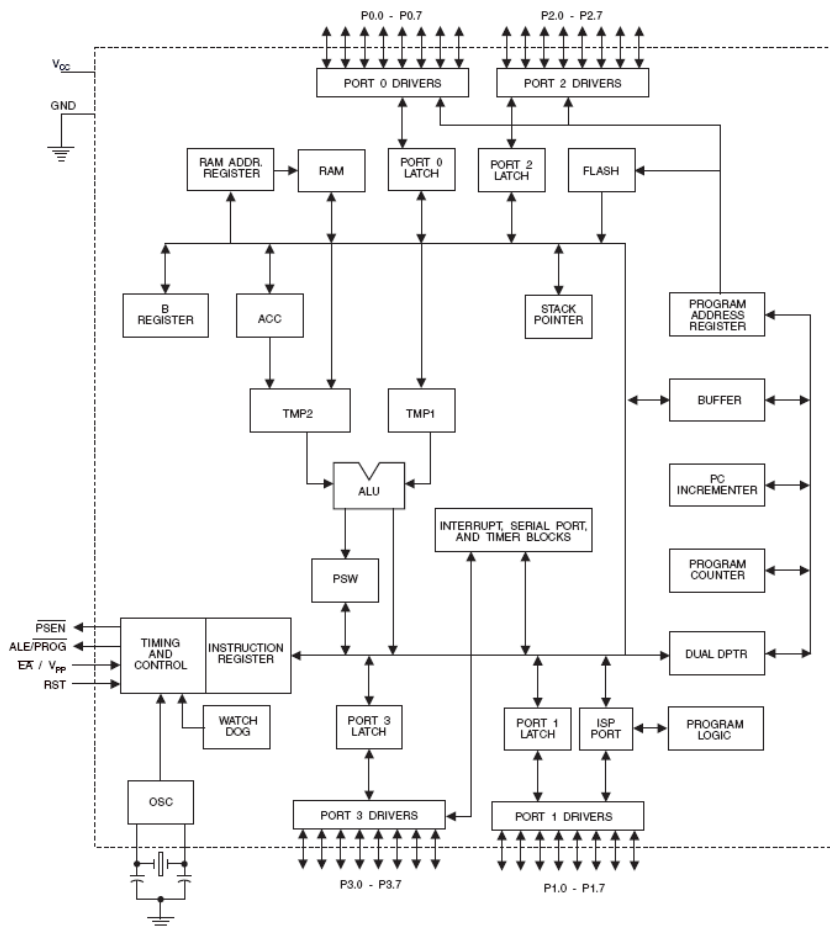 P0.0 - P0.7
P2.0 - P2.7
VCC
GND
PORT 0 DRIVERS
PORT 2 DRIVERS
RAM ADDR.
REGISTER
RAM
PORT 0
LATCH
PORT 2
LATCH
FLASH
B
REGISTER
ACC
STACK
POINTER
PROGRAM
ADDRESS
REGISTER
TMP2
TMP1
BUFFER
ALU
PC
INCREMENTER
INTERRUPT, SERIAL PORT,
AND TIMER BLOCKS
PSW
PROGRAM
COUNTER
PSEN
ALE/PROG
EA / VPP
RST
TIMING
AND
CONTROL
INSTRUCTION
REGISTER
DUAL DPTR
WATCH
DOG
PORT 3
LATCH
PORT 1
LATCH
ISP
PORT
PROGRAM
LOGIC
OSC
PORT 3 DRIVERS
PORT 1 DRIVERS
P3.0 - P3.7
P1.0 - P1.7